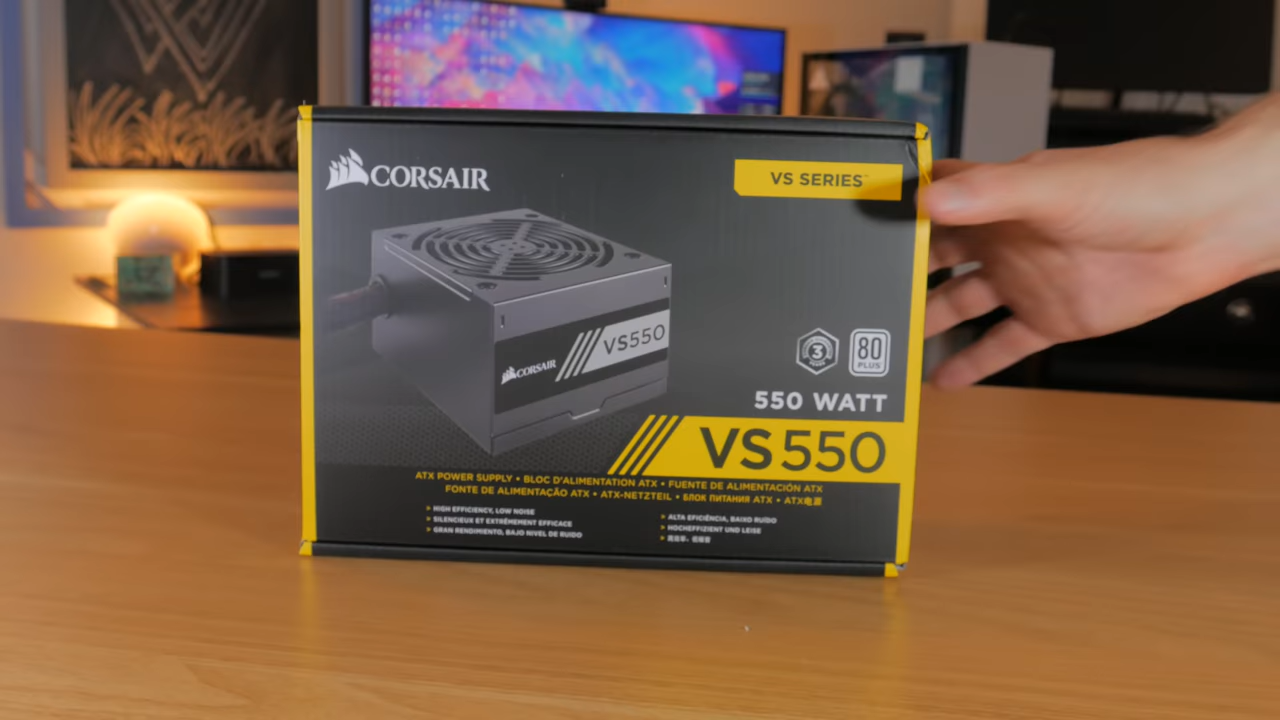 CORSAIR
VS SERIES™
VS550
CORSAIR
3
80
PLUS
550 WATT
VS550
ATX POWER SUPPLY • BLOC D'ALIMENTATION ATX • FUENTE DE ALIMENTACIÓN ATX
FONTE DE ALIMENTAÇÃO ATX • ATX-NETZTEIL • БЛОК ПИТАНИЯ ATX • ATX电源
HIGH EFFICIENCY, LOW NOISE
SILENCIEUX ET EXTRÊMEMENT EFFICACE
GRAN RENDIMIENTO, BAJO NIVEL DE RUIDO
ALTA EFICIÊNCIA, BAIXO RUÍDO
HOCHEFFIZIENT UND LEISE